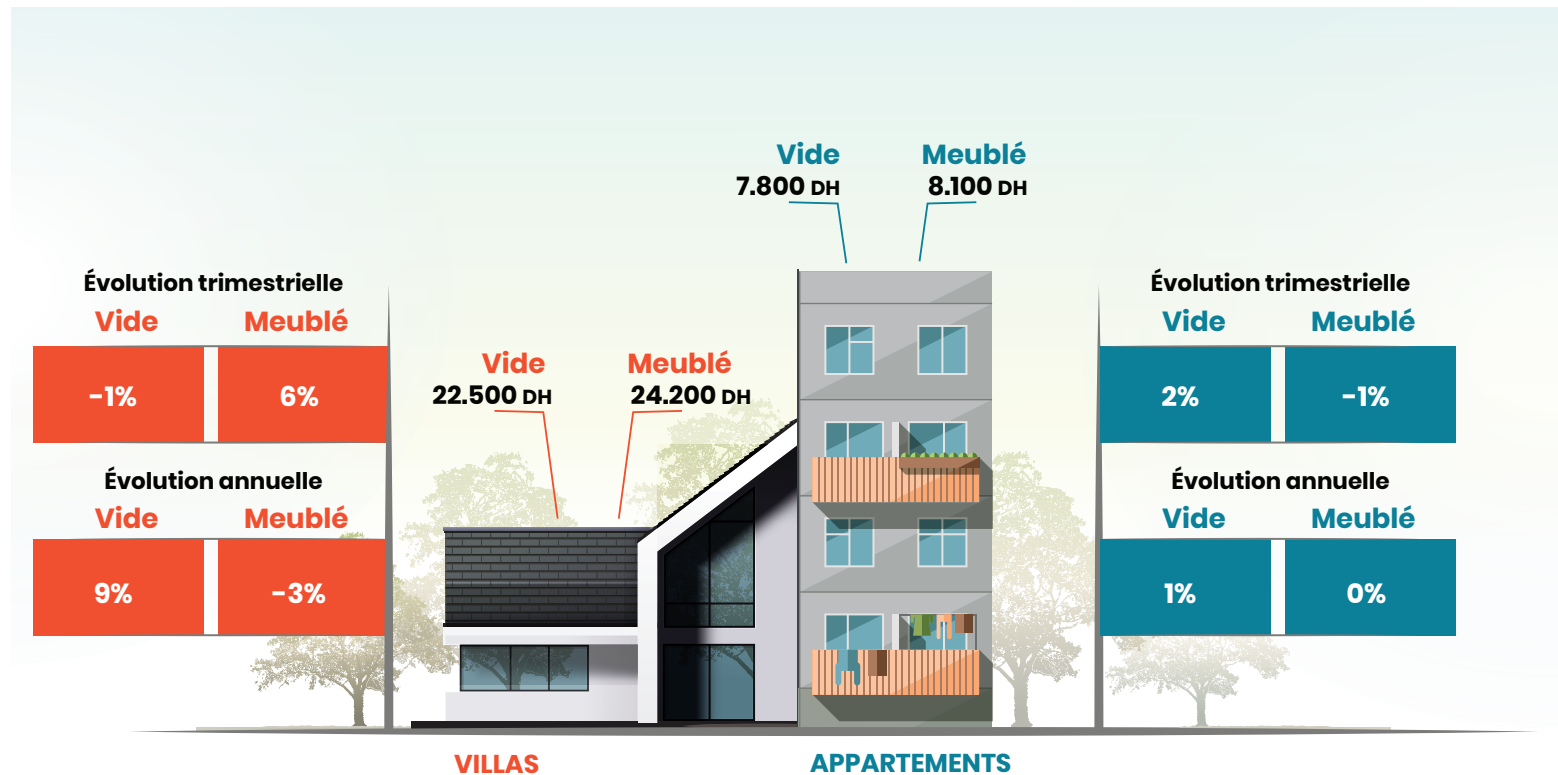 Vide Meublé
7.800 DH 8.100 DH
Évolution trimestrielle
Vide Meublé
-1% 6%
Évolution annuelle
Vide Meublé
9% -3%
Vide Meublé
22.500 DH 24.200 DH
Évolution trimestrielle
Vide Meublé
2% -1%
Évolution annuelle
Vide Meublé
1% 0%
VILLAS
APPARTEMENTS